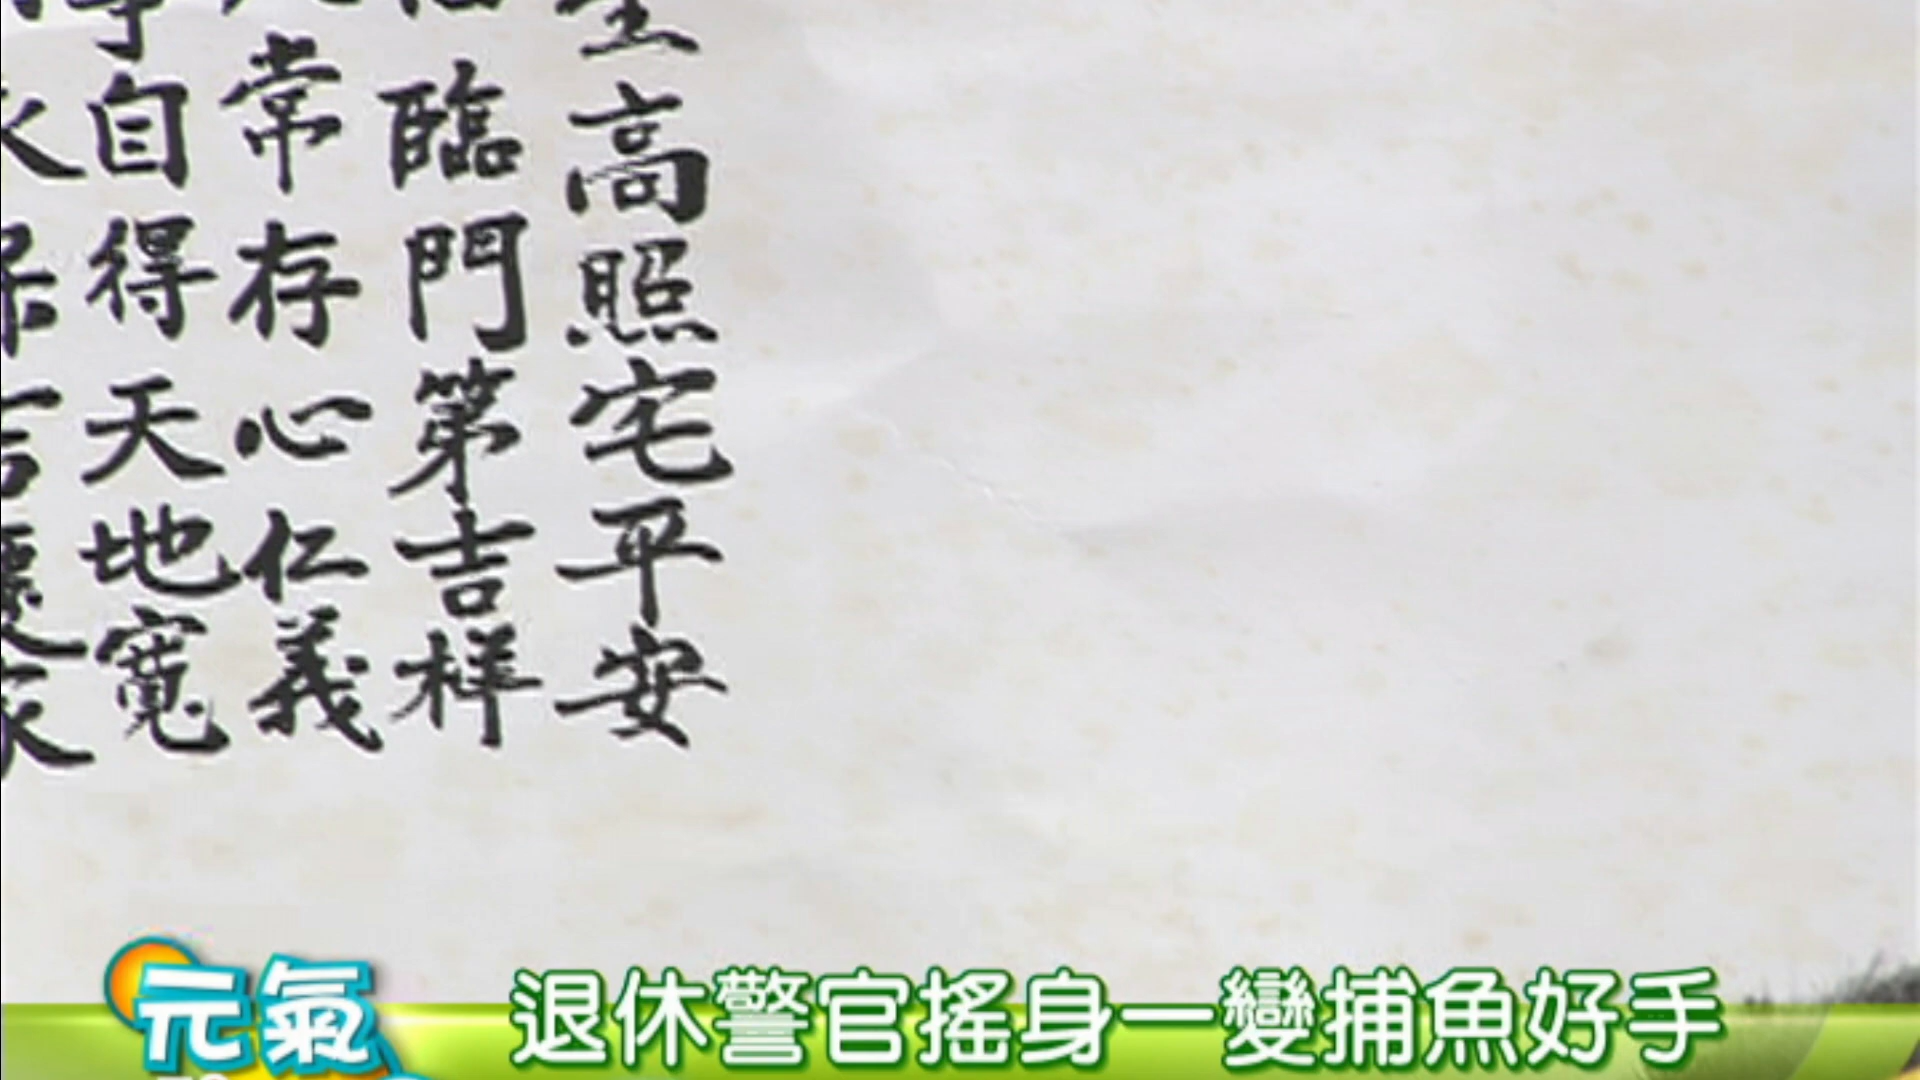 高照宅平安
臨門第吉祥
常存心仁義
自得天地寬
元氣
退休警官搖身一變捕魚好手